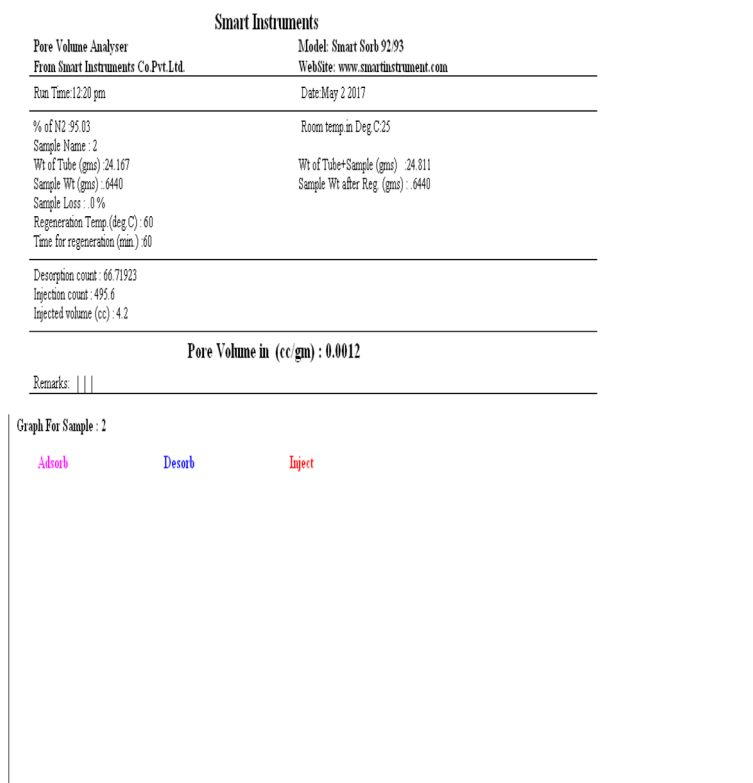 Smart Instruments
Pore Volume Analyser Model: Smart Sorb 92/93
From Smart Instruments Co.Pvt.Ltd. WebSite: www.smartinstrument.com
Run Time:12:20 pm Date:May 2 2017
% of N2 :95.03 Room temp.in Deg.C:25
Sample Name : 2
Wt of Tube (gms) :24.167 Wt of Tube+Sample (gms) :24.811
Sample Wt (gms) :.6440 Sample Wt after Reg. (gms) : .6440
Sample Loss : .0 %
Regeneration Temp.(deg.C) : 60
Time for regeneration (min.) :60
Desorption count : 66.71923
Injection count : 495.6
Injected volume (cc) : 4.2
Pore Volume in (cc/gm) : 0.0012
Remarks: | | |
Graph For Sample : 2
Adsorb Desorb Inject